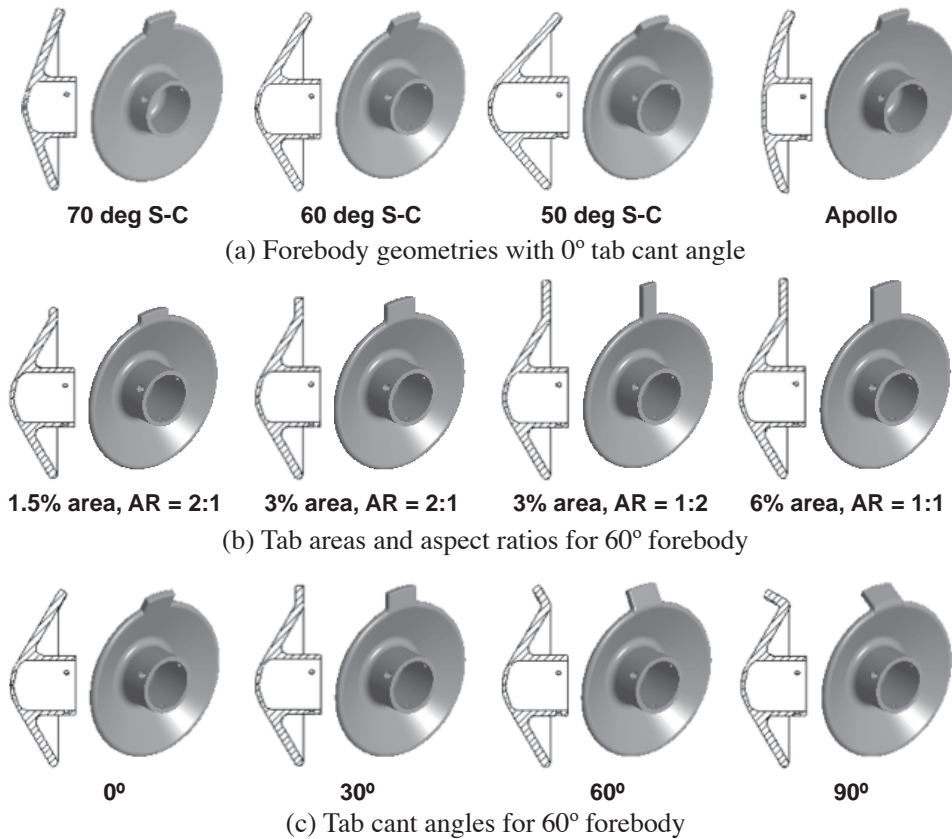 70 deg S-C
60 deg S-C
50 deg S-C
Apollo
(a) Forebody geometries with 0º tab cant angle
1.5% area, AR = 2:1
3% area, AR = 2:1
3% area, AR = 1:2
6% area, AR = 1:1
(b) Tab areas and aspect ratios for 60º forebody
0º
30º
60º
90º
(c) Tab cant angles for 60º forebody